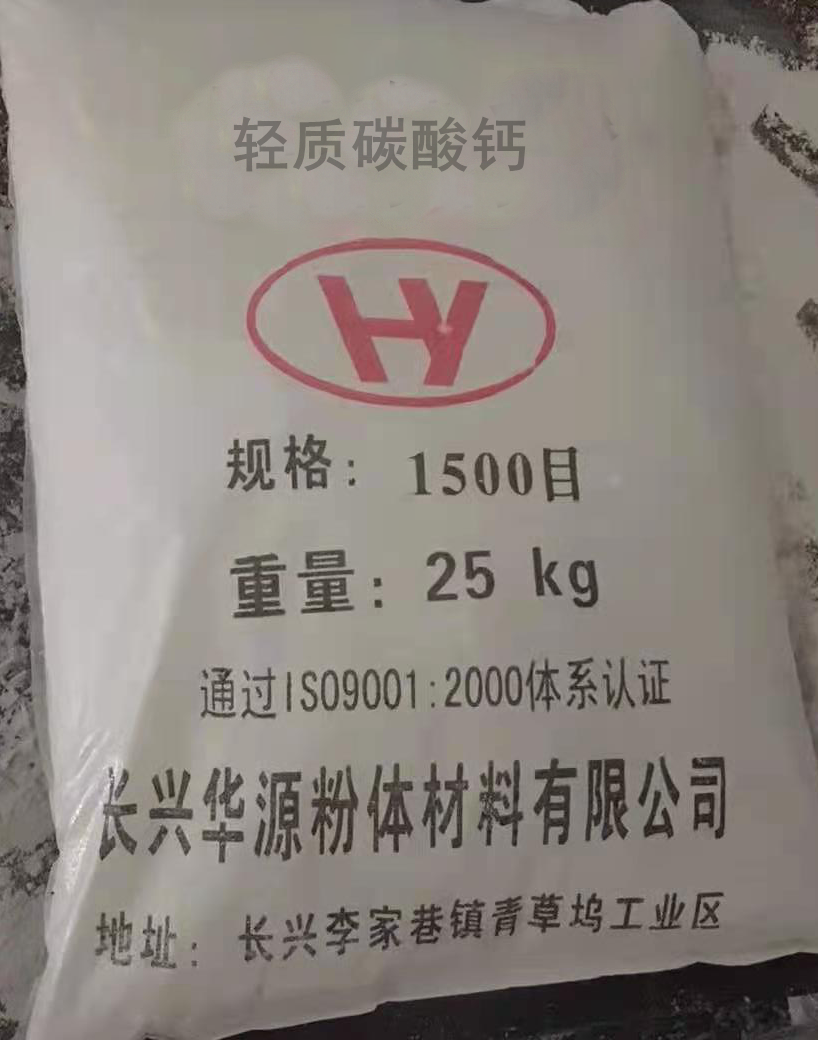 轻质碳酸钙
HY
规格：1500目
重量：25 kg
通过ISO9001:2000体系认证
长兴华源粉体材料有限公司
地址：长兴李家巷镇青草坞工业区